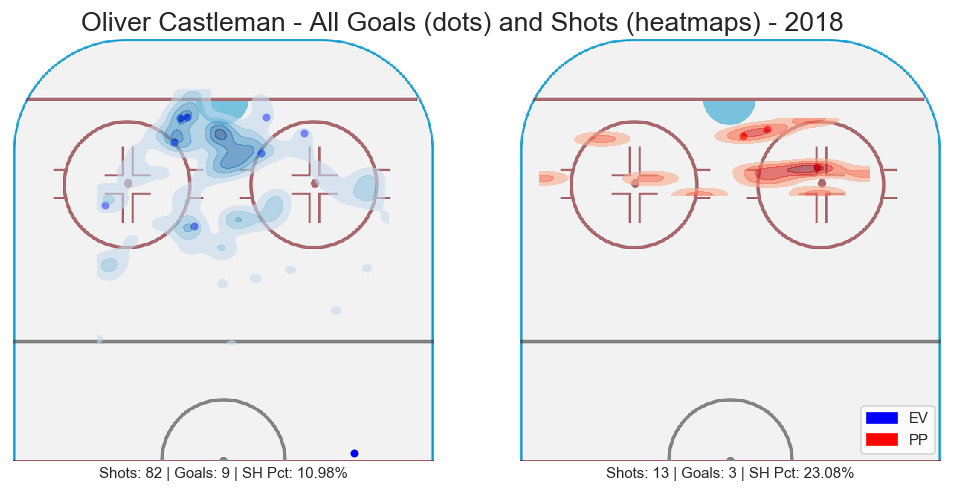 Oliver Castleman - All Goals (dots) and Shots (heatmaps) - 2018
EV
PP
Shots: 82 | Goals: 9 | SH Pct: 10.98%
Shots: 13 | Goals: 3 | SH Pct: 23.08%